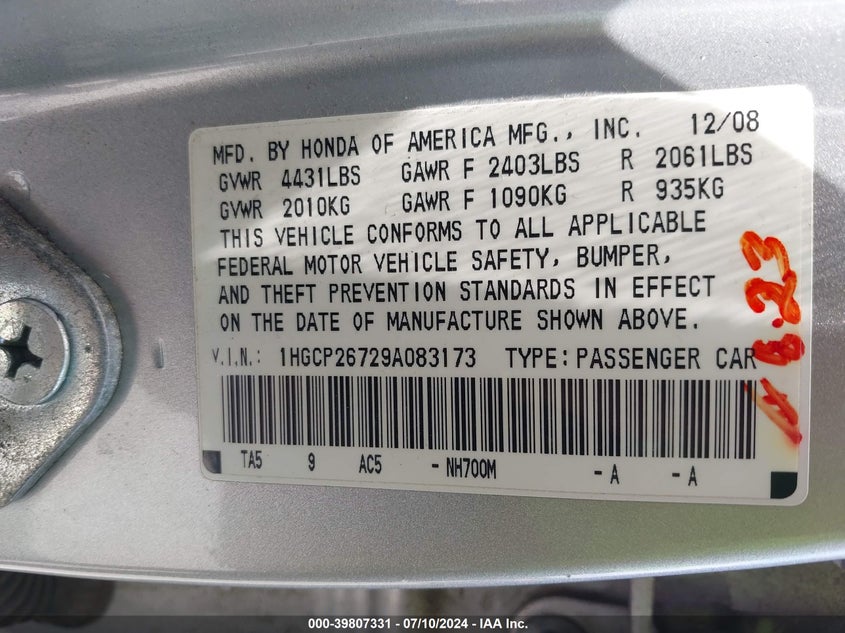 MFD. BY HONDA OF AMERICA MFG., INC. 12/08
GVWR 4431LBS GAWR F 2403LBS R 2061LBS
GVWR 2010KG GAWR F 1090KG R 935KG
THIS VEHICLE CONFORMS TO ALL APPLICABLE
FEDERAL MOTOR VEHICLE SAFETY, BUMPER,
AND THEFT PREVENTION STANDARDS IN EFFECT
ON THE DATE OF MANUFACTURE SHOWN ABOVE.
V.I.N.: 1HGCP26729A083173 TYPE: PASSENGER CAR
TA5 9 AC5 - NH700M - A - A
000-39807331 - 07/10/2024 - IAA Inc.